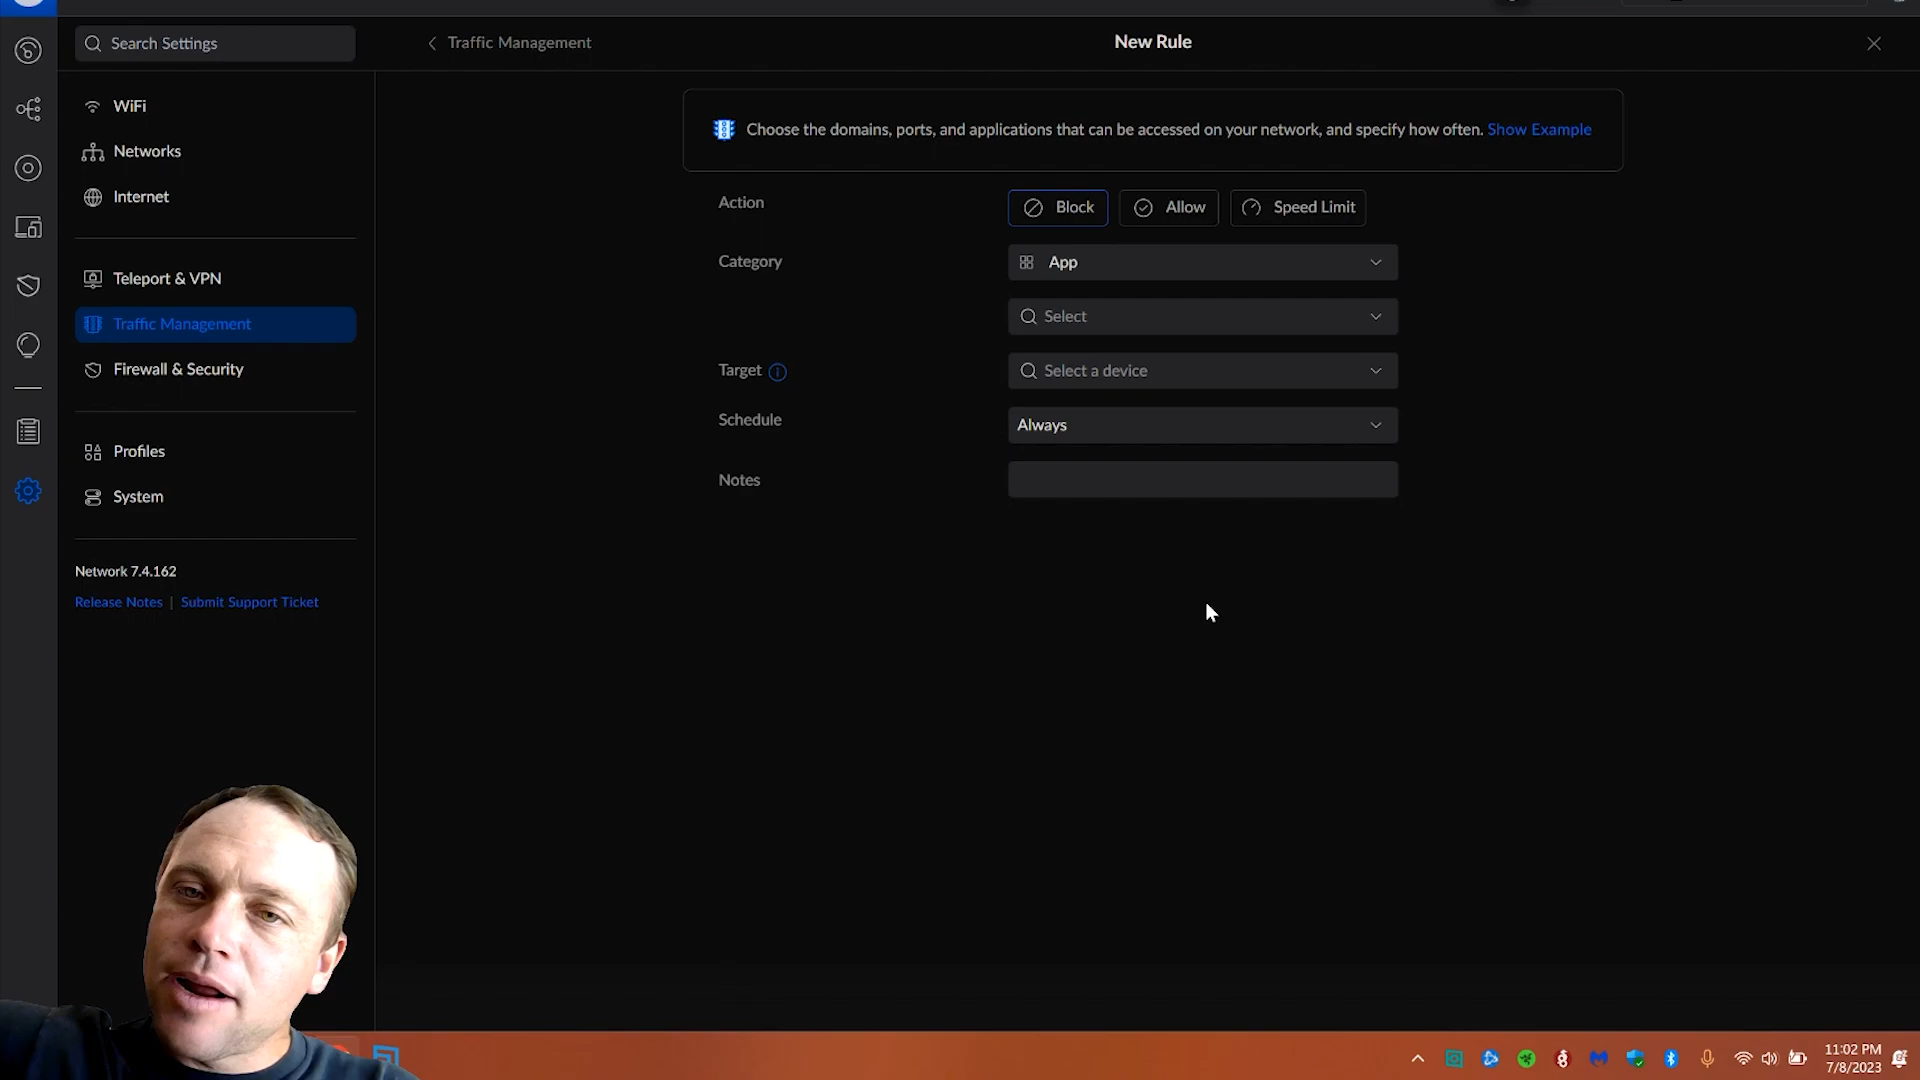 Search Settings
Traffic Management
New Rule
WiFi
Networks
Internet
Teleport & VPN
Traffic Management
Firewall & Security
Profiles
System
Network 7.4.162
Release Notes | Submit Support Ticket
Choose the domains, ports, and applications that can be accessed on your network, and specify how often. Show Example
Action
Block
Allow
Speed Limit
Category
App
Select
Target
Select a device
Schedule
Always
Notes
11:02 PM
7/8/2023